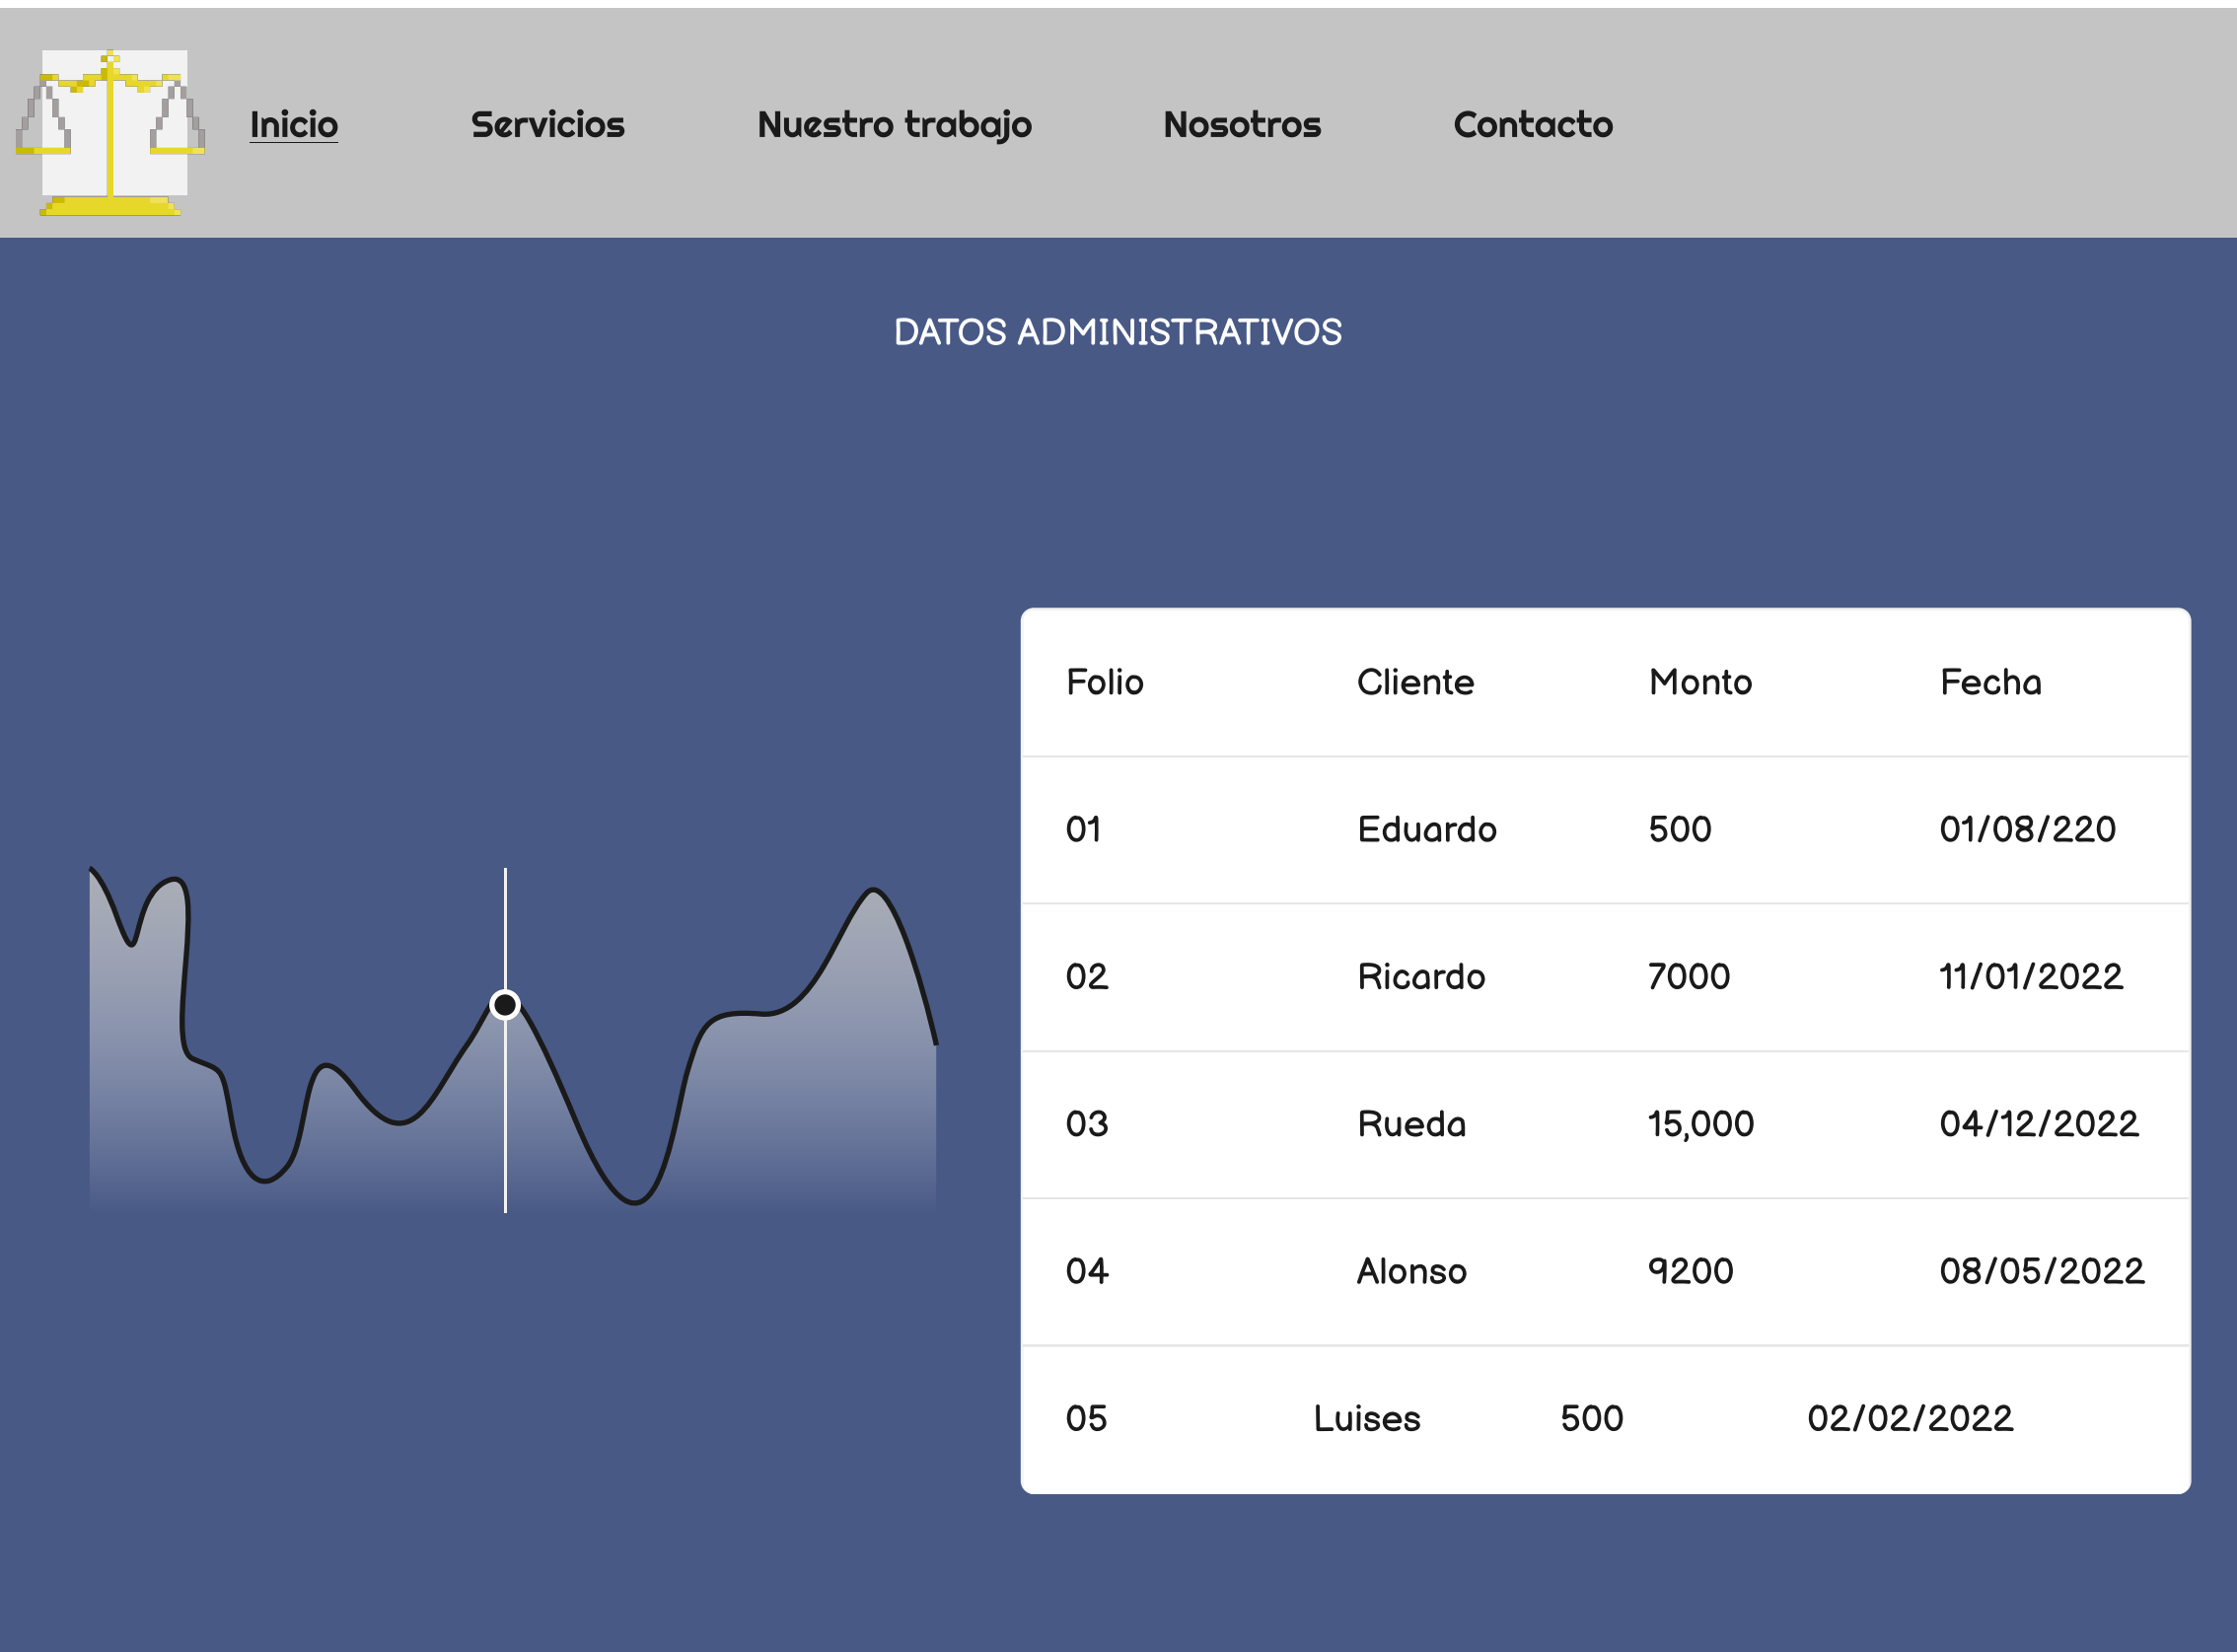 Inicio Servicios Nuestro trabajo Nosotros Contacto
DATOS ADMINISTRATIVOS
Folio Cliente Monto Fecha
01 Eduardo 500 01/08/220
02 Ricardo 7000 11/01/2022
03 Rueda 15,000 04/12/2022
04 Alonso 9200 08/05/2022
05 Luises 500 02/02/2022